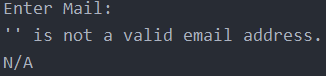 Enter Mail:
'' is not a valid email address.
N/A